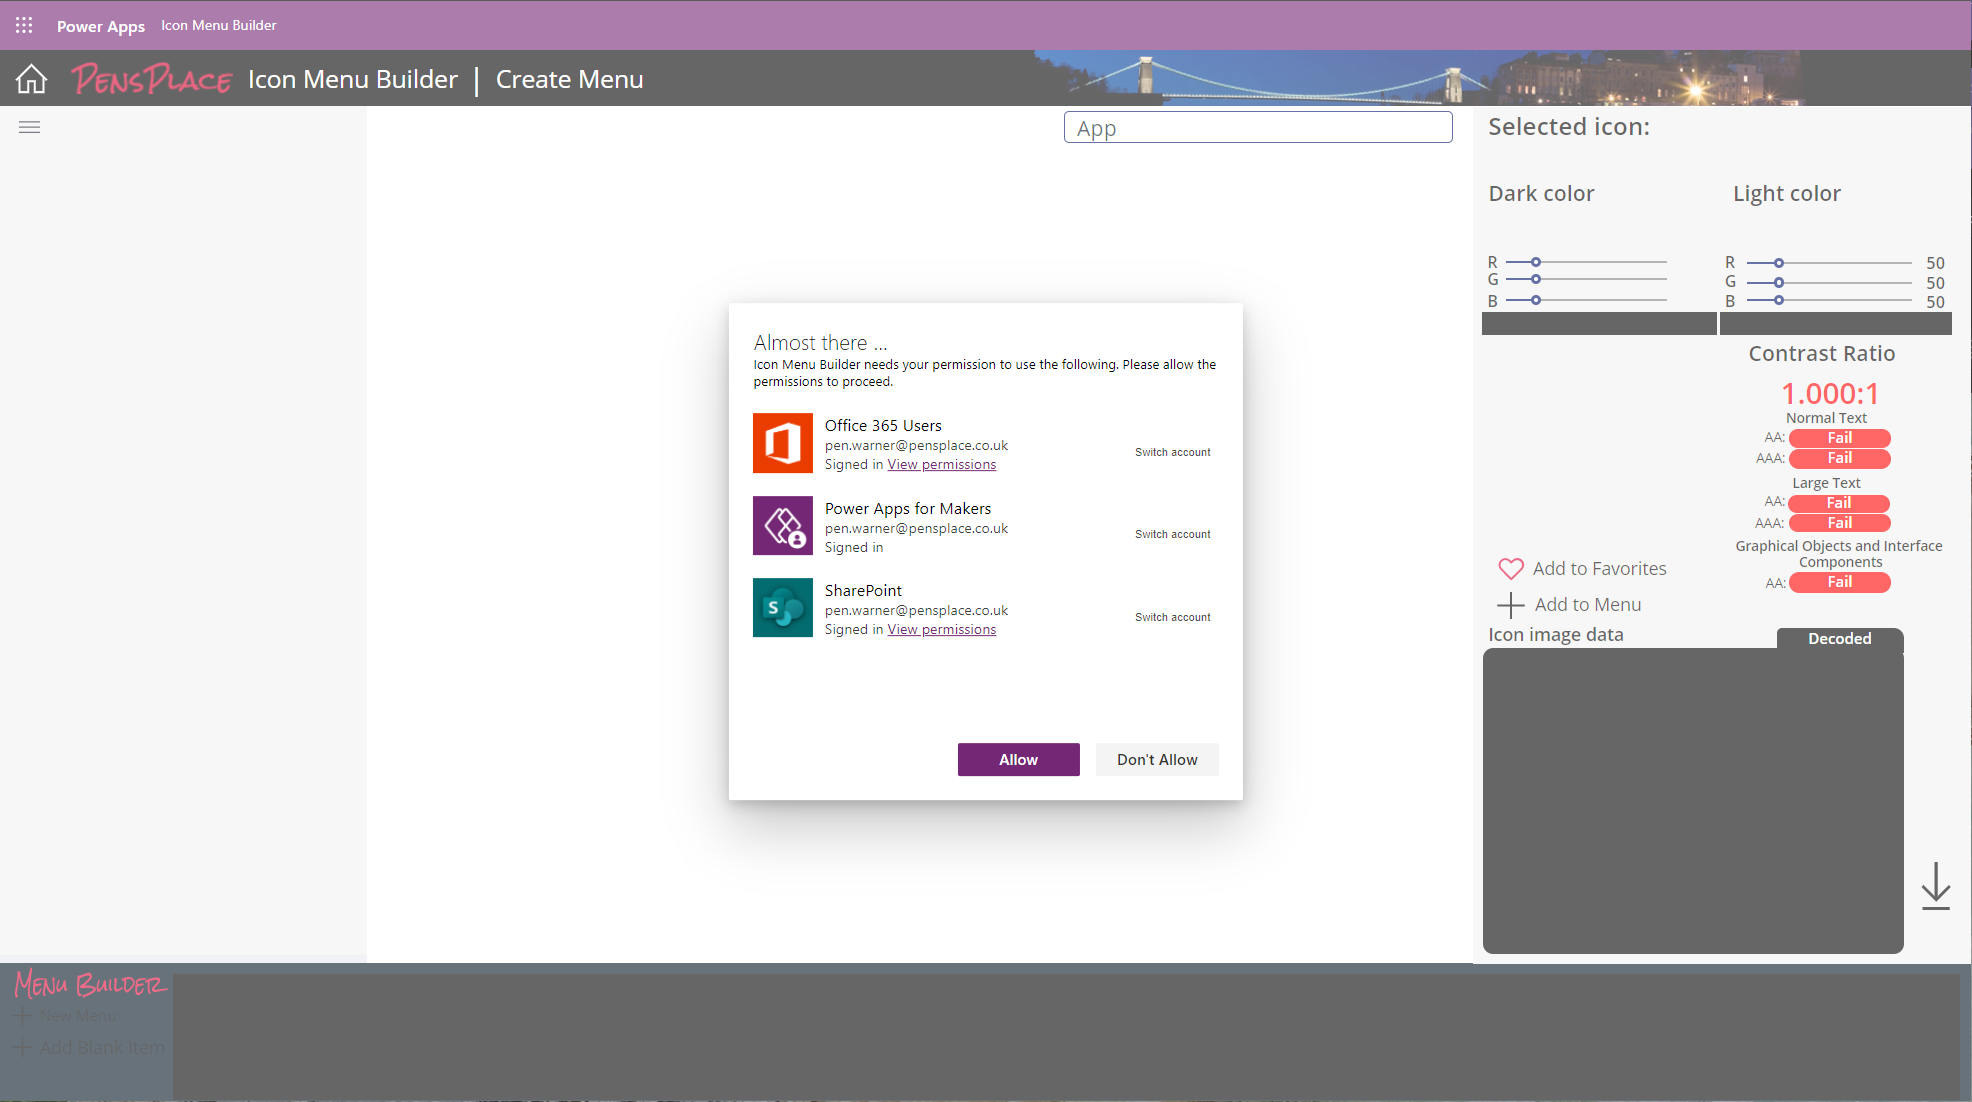 Power Apps Icon Menu Builder
PensPlace Icon Menu Builder | Create Menu
App
Selected icon:
Dark color
Light color
R
G
B
R 50
G 50
B 50
Contrast Ratio
1.000:1
Normal Text
AA: Fail
AAA: Fail
Large Text
AA: Fail
AAA: Fail
Graphical Objects and Interface
Components
AA: Fail
Add to Favorites
Add to Menu
Icon image data
Decoded
Almost there ...
Icon Menu Builder needs your permission to use the following. Please allow the
permissions to proceed.
Office 365 Users
pen.warner@pensplace.co.uk
Signed in View permissions
Switch account
Power Apps for Makers
pen.warner@pensplace.co.uk
Signed in
Switch account
S
SharePoint
pen.warner@pensplace.co.uk
Signed in View permissions
Switch account
Allow
Don't Allow
Menu Builder
New Menu
Add Blank Item